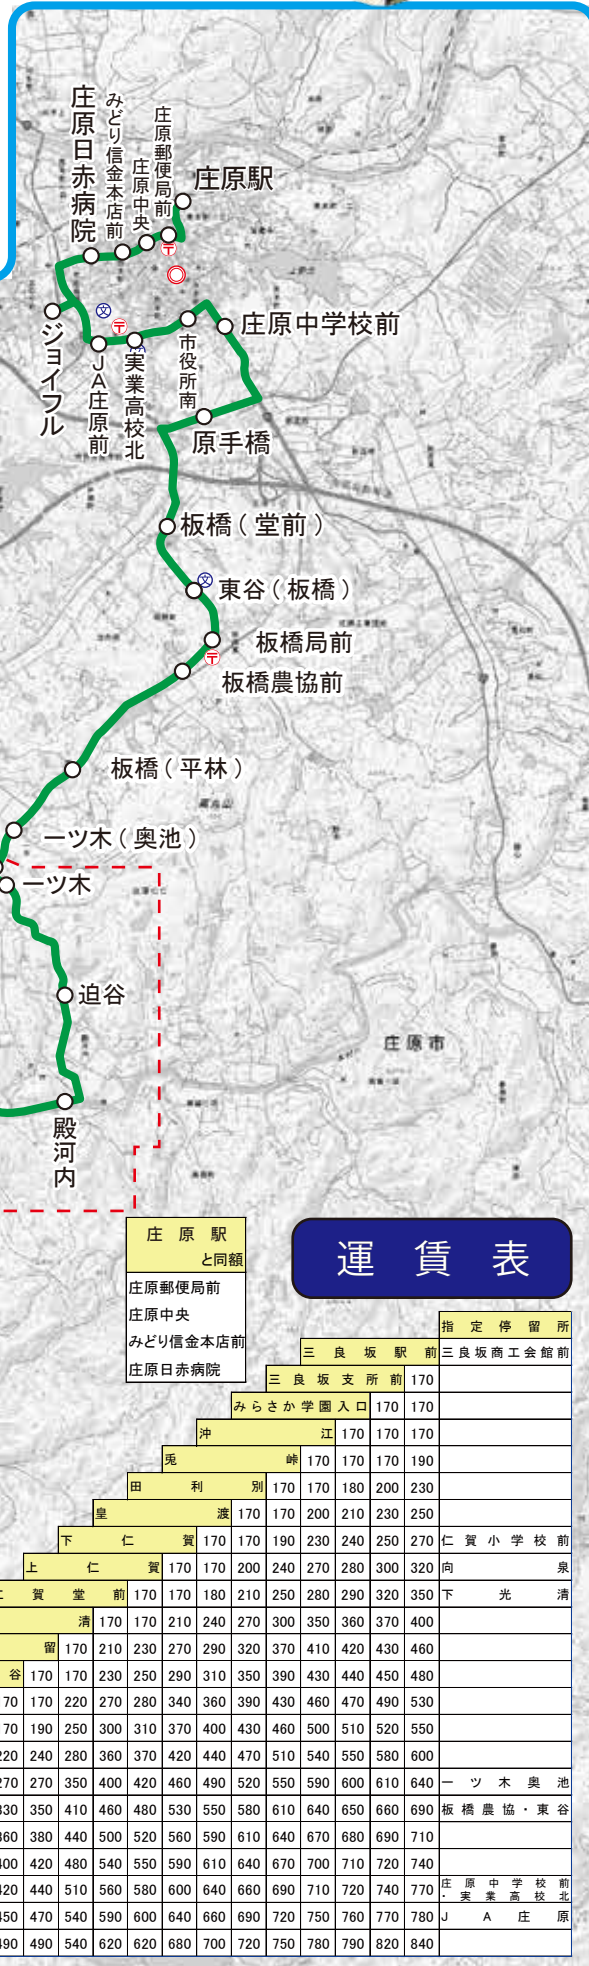 庄原駅
庄原郵便局前
庄原中央
みどり信金本店前
庄原日赤病院
ジョイフル
JA庄原前
実業高校北
市役所南
庄原中学校前
原手橋
板橋(堂前)
東谷(板橋)
板橋局前
板橋農協前
板橋(平林)
一ツ木(奥池)
一ツ木
迫谷
庄原市
殿河内
庄原駅
と同額
庄原郵便局前
庄原中央
みどり信金本店前
庄原日赤病院
運賃表
指定停留所
三良坂駅前 三良坂商工会館前
三良坂支所前 170
みらさか学園入口 170 170
沖江 170 170 170
兎峠 170 170 170 190
田利別 170 170 180 200 230
皇渡 170 170 200 210 230 250
下仁賀 170 170 190 230 240 250 270 仁賀小学校前
上仁賀 170 170 200 240 270 280 300 320 向泉
賀堂前 170 170 180 210 250 280 290 320 350 下光清
清 170 170 210 240 270 300 350 360 370 400
留 170 210 230 270 290 320 370 410 420 430 460
谷 170 170 230 250 290 310 350 390 430 440 450 480
70 170 220 270 280 340 360 390 430 460 470 490 530
70 190 250 300 310 370 400 430 460 500 510 520 550
220 240 280 360 370 420 440 470 510 540 550 580 600
270 270 350 400 420 460 490 520 550 590 600 610 640 一ツ木奥池
330 350 410 460 480 530 550 580 610 640 650 660 690 板橋農協・東谷
360 380 440 500 520 560 590 610 640 670 680 690 710
400 420 480 540 550 590 610 640 670 700 710 720 740
420 440 510 560 580 600 640 660 690 710 720 740 770 庄原中学校前
・実業高校北
450 470 540 590 600 640 660 690 720 750 760 770 780 JA庄原
490 490 540 620 620 680 700 720 750 780 790 820 840